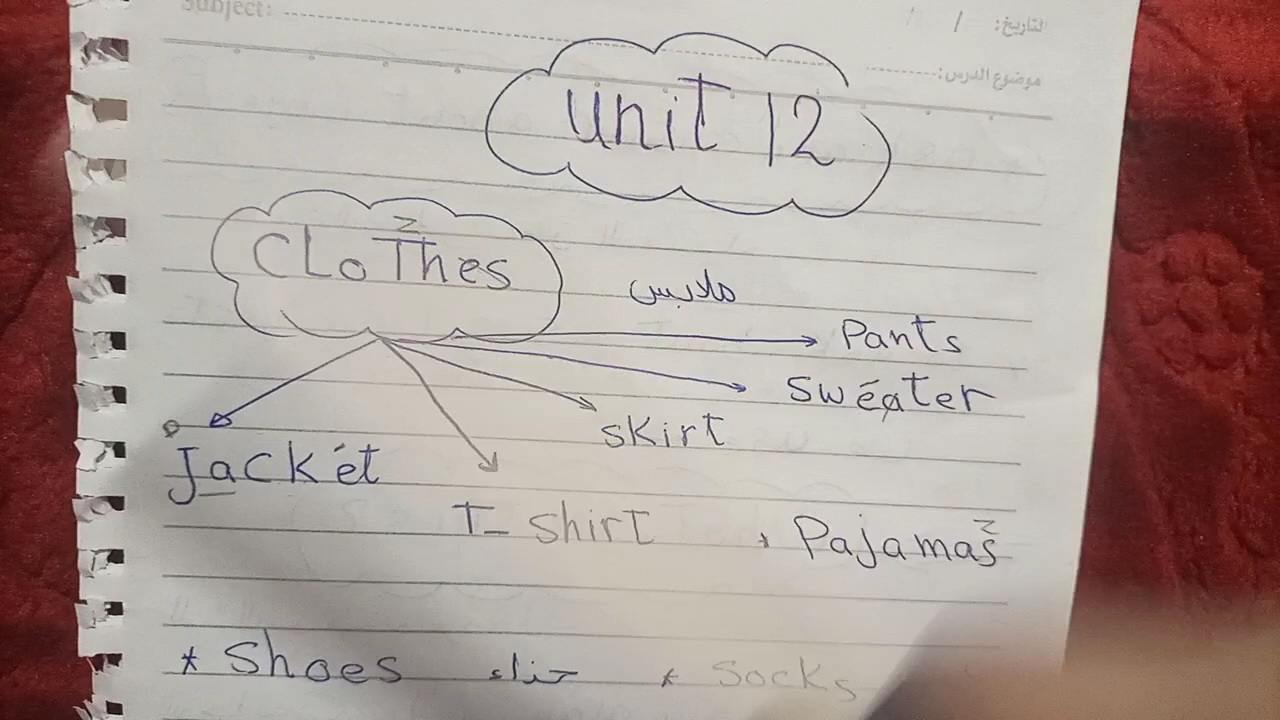 Subject:
التاريخ: /
موضوع الدرس:
Unit 12
z
CLoThes
ملابس
Pants
sweater
skirt
Jacket
T- shirt
* Pajamas
z
* Shoes حذاء * Socks